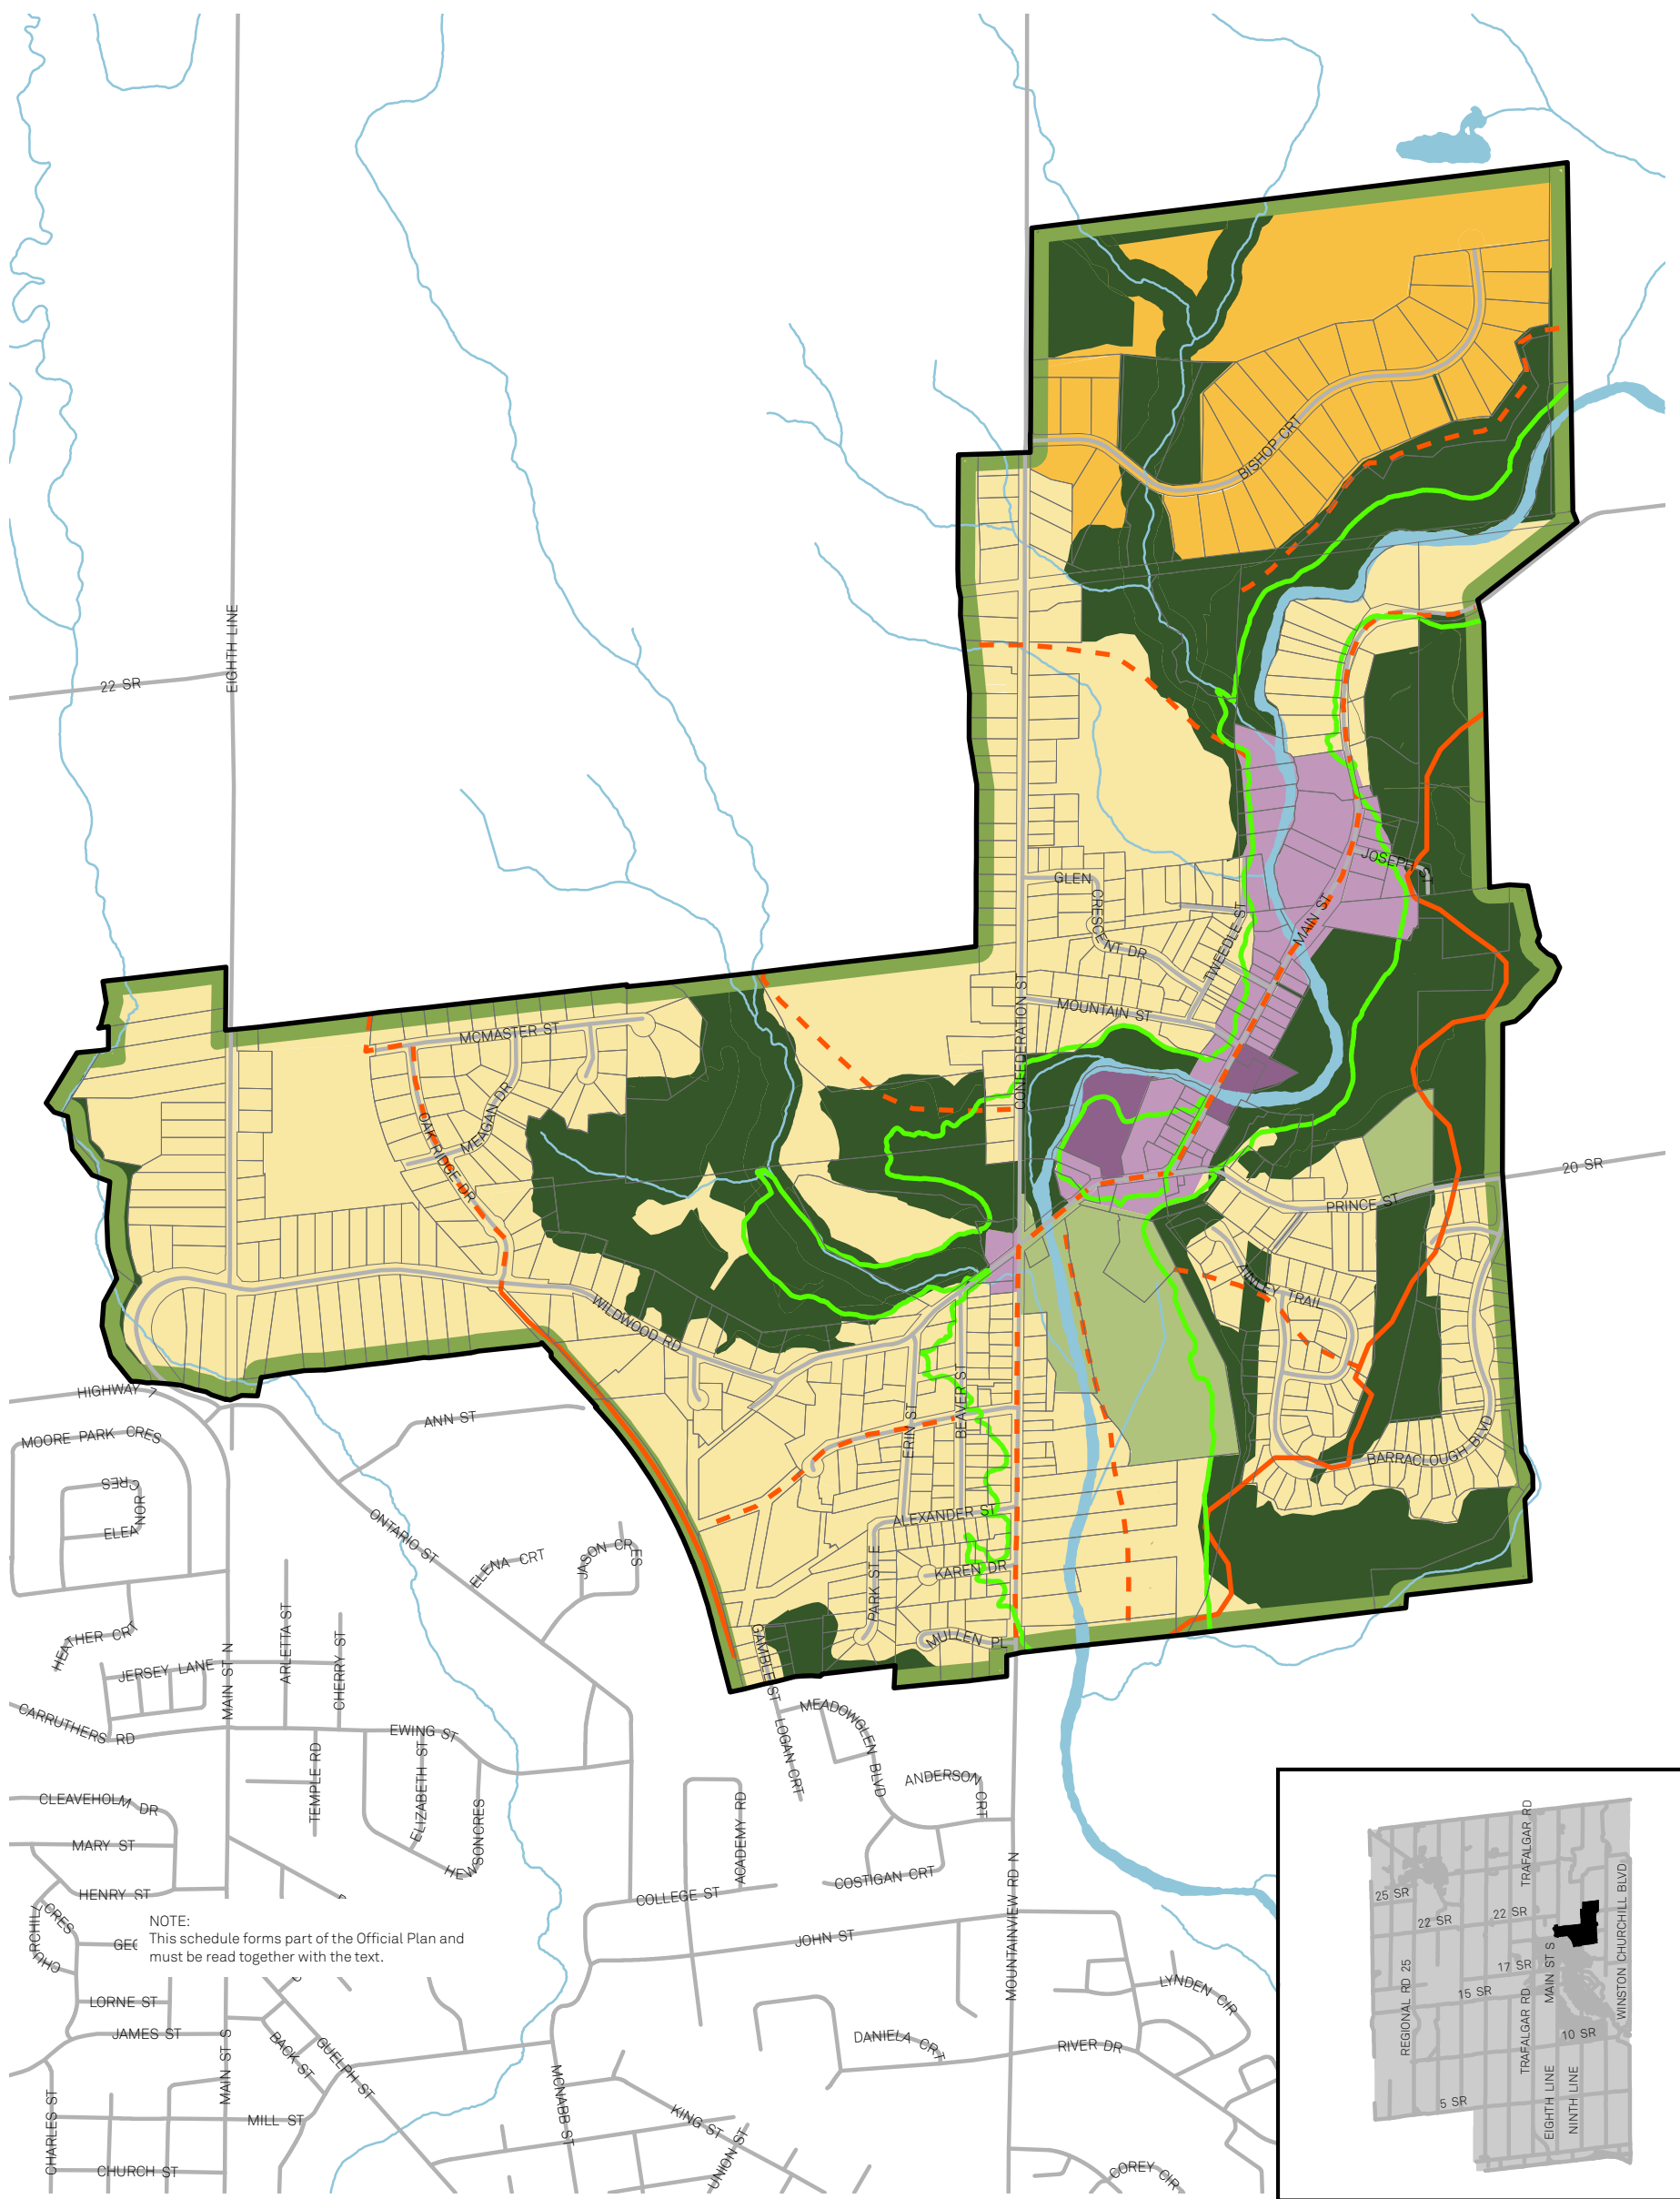 22 SR
EIGHTH LINE
BISHOP CRT
GLEN
CRESCENT DR
TWEEDLE ST
MOUNTAIN ST
MAIN ST
JOSEPH ST
CONFEDERATION ST
MCMASTER ST
MEAGAN DR
OAK RIDGE DR
WILDWOOD RD
20 SR
PRINCE ST
AINLEY TRAIL
BARRACLOUGH BLVD
BEAVER ST
ERIN ST
ALEXANDER ST
KAREN DR
PARK ST E
MULLEN PL
GAMBLE ST
HIGHWAY 7
MOORE PARK CRES
ELEANOR CRES
ANN ST
ONTARIO ST
ELENA CRT
JASON CRES
HEATHER CRT
JERSEY LANE
MAIN ST N
ARLETTA ST
CHERRY ST
CARRUTHERS RD
EWING ST
TEMPLE RD
ELIZABETH ST
HEWSON CRES
LOGAN CRT
MEADOWGLEN BLVD
ANDERSON CRT
CLEAVEHOLM DR
MARY ST
HENRY ST
ACADEMY RD
COLLEGE ST
COSTIGAN CRT
JOHN ST
MOUNTAINVIEW RD N
NOTE:
This schedule forms part of the Official Plan and
must be read together with the text.
LORNE ST
JAMES ST
BACK ST
GUELPH ST
MAIN ST S
CHARLES ST
MILL ST
CHURCH ST
MCNABB ST
KING ST
UNION ST
DANIELA CRT
RIVER DR
LYNDEN CIR
COREY CIR
TRAFALGAR RD
25 SR
22 SR
22 SR
WINSTON CHURCHILL BLVD
17 SR
MAIN ST S
15 SR
REGIONAL RD 25
TRAFALGAR RD
10 SR
5 SR
EIGHTH LINE
NINTH LINE